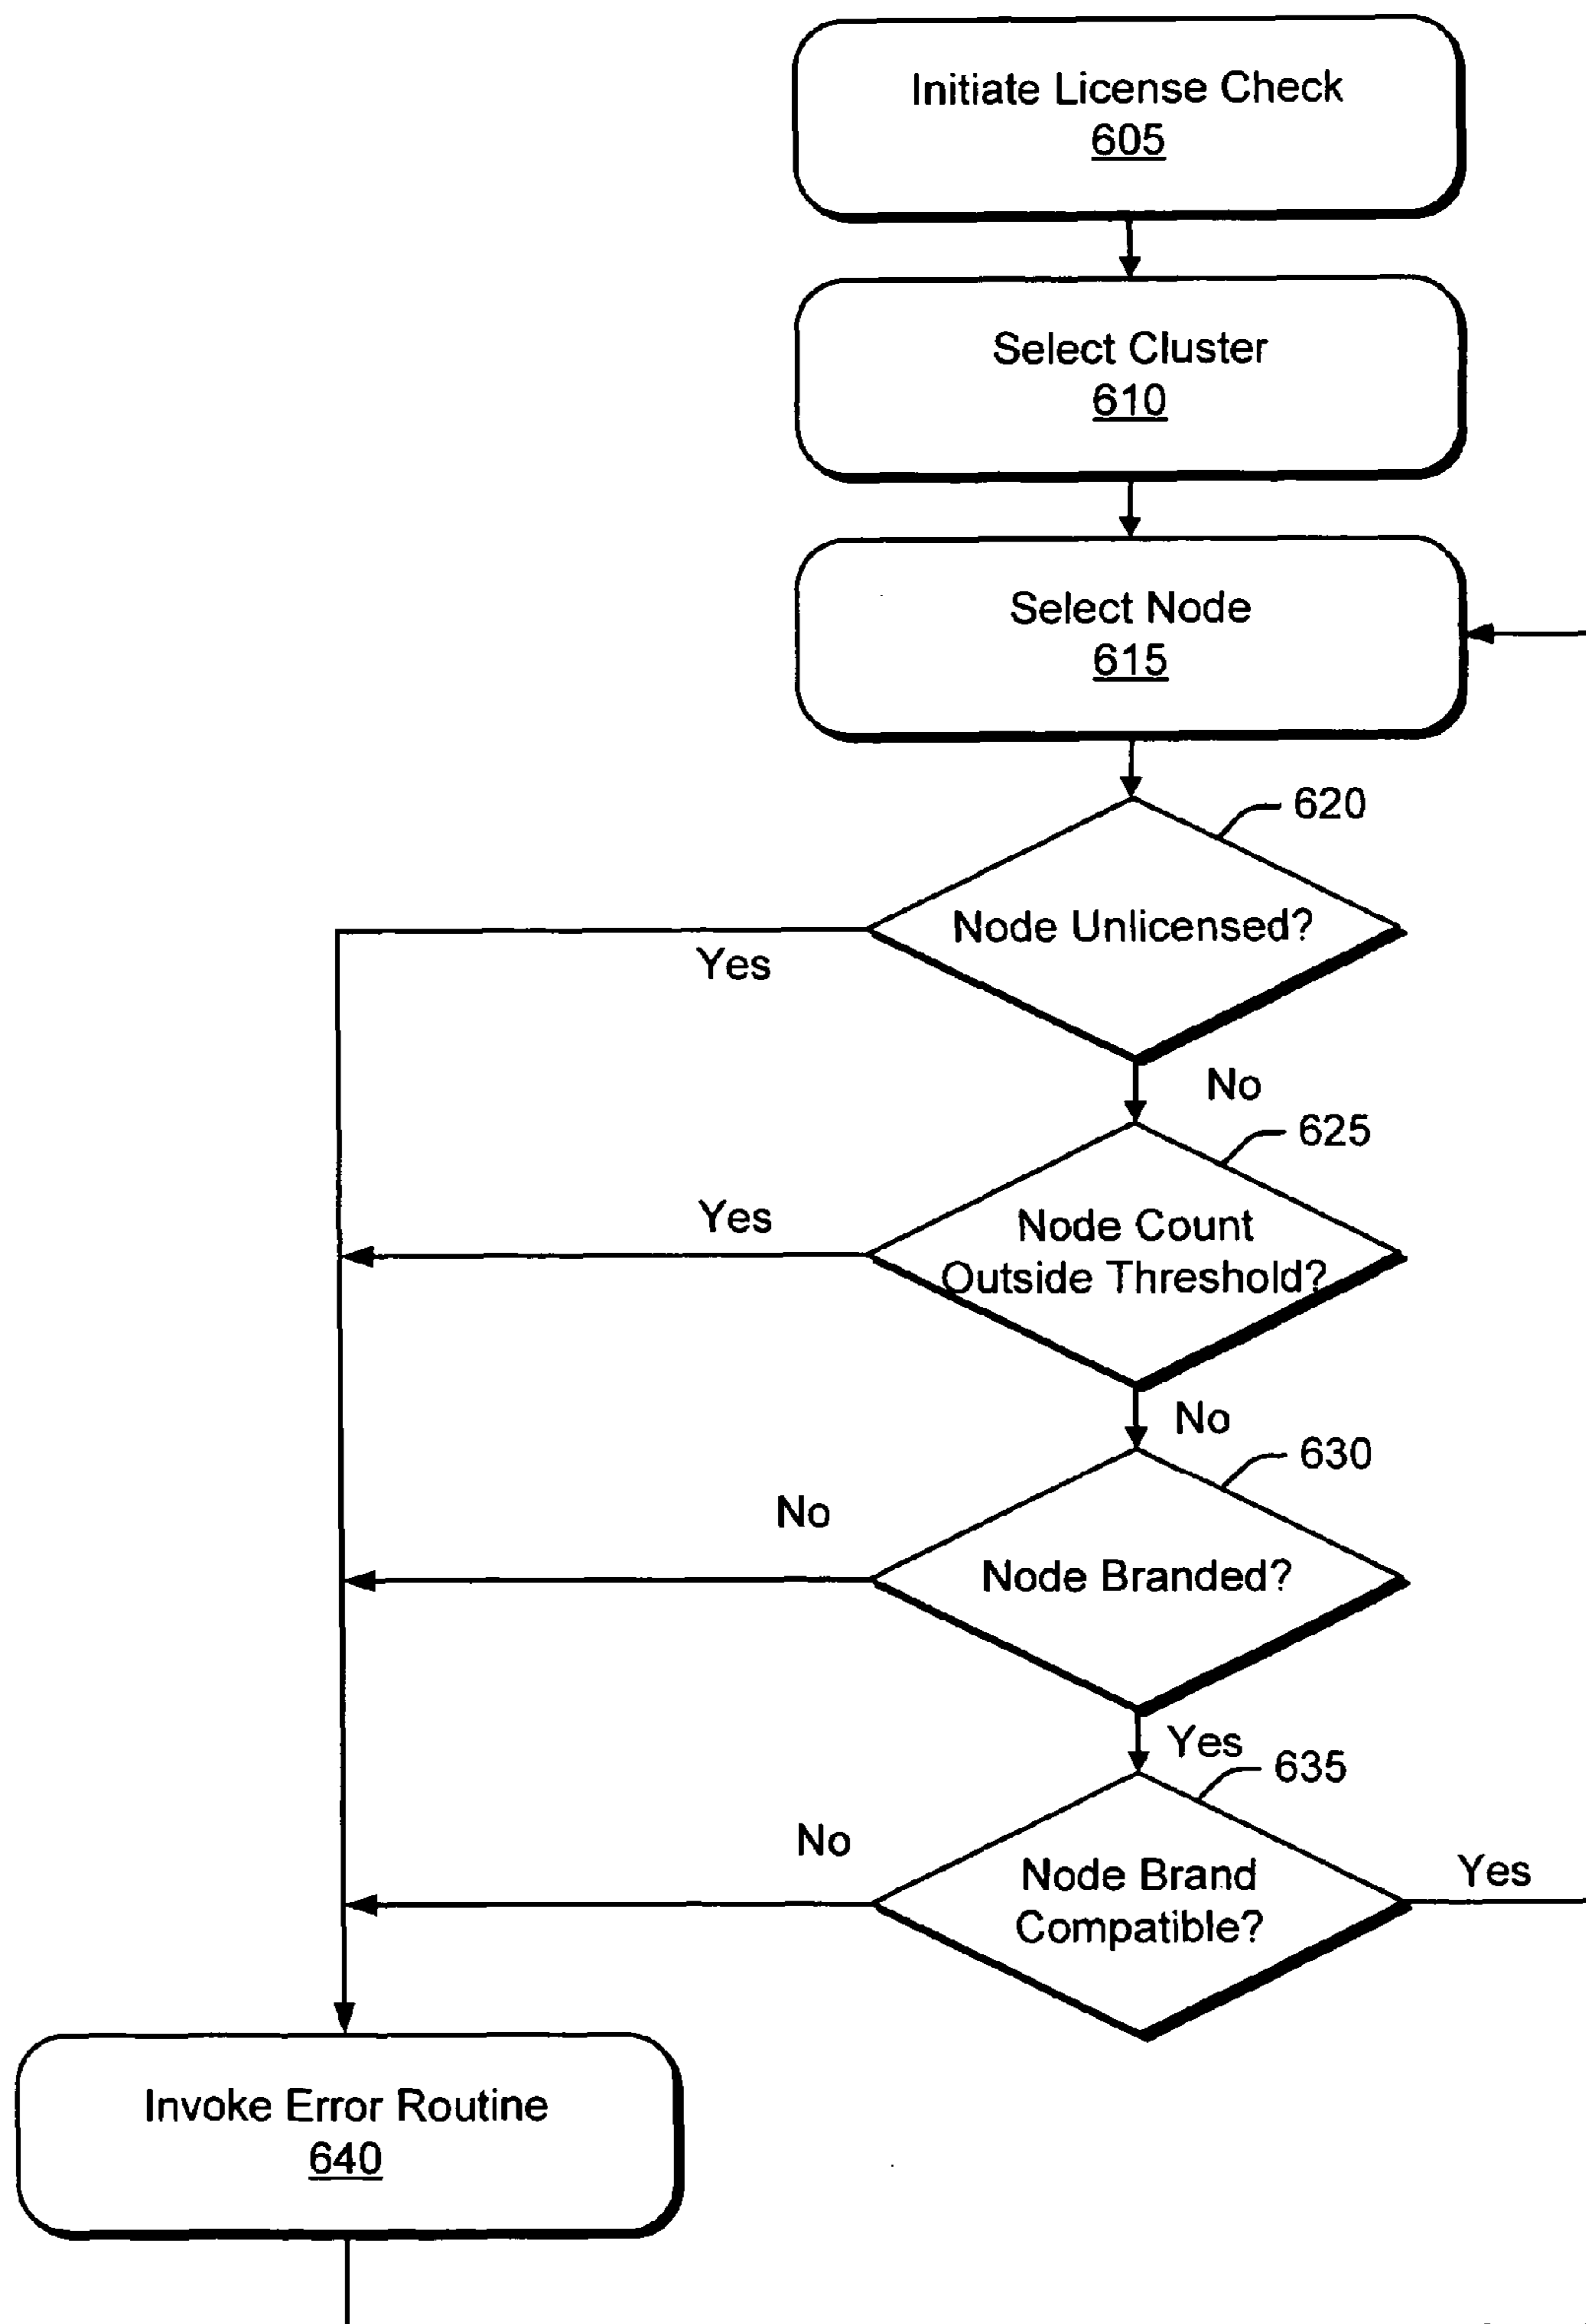 Initiate License Check
605
Select Cluster
610
Select Node
615
620
Node Unlicensed?
Yes
No
625
Node Count
Outside Threshold?
Yes
No
630
Node Branded?
No
Yes
635
Node Brand
Compatible?
No
Yes
Invoke Error Routine
640